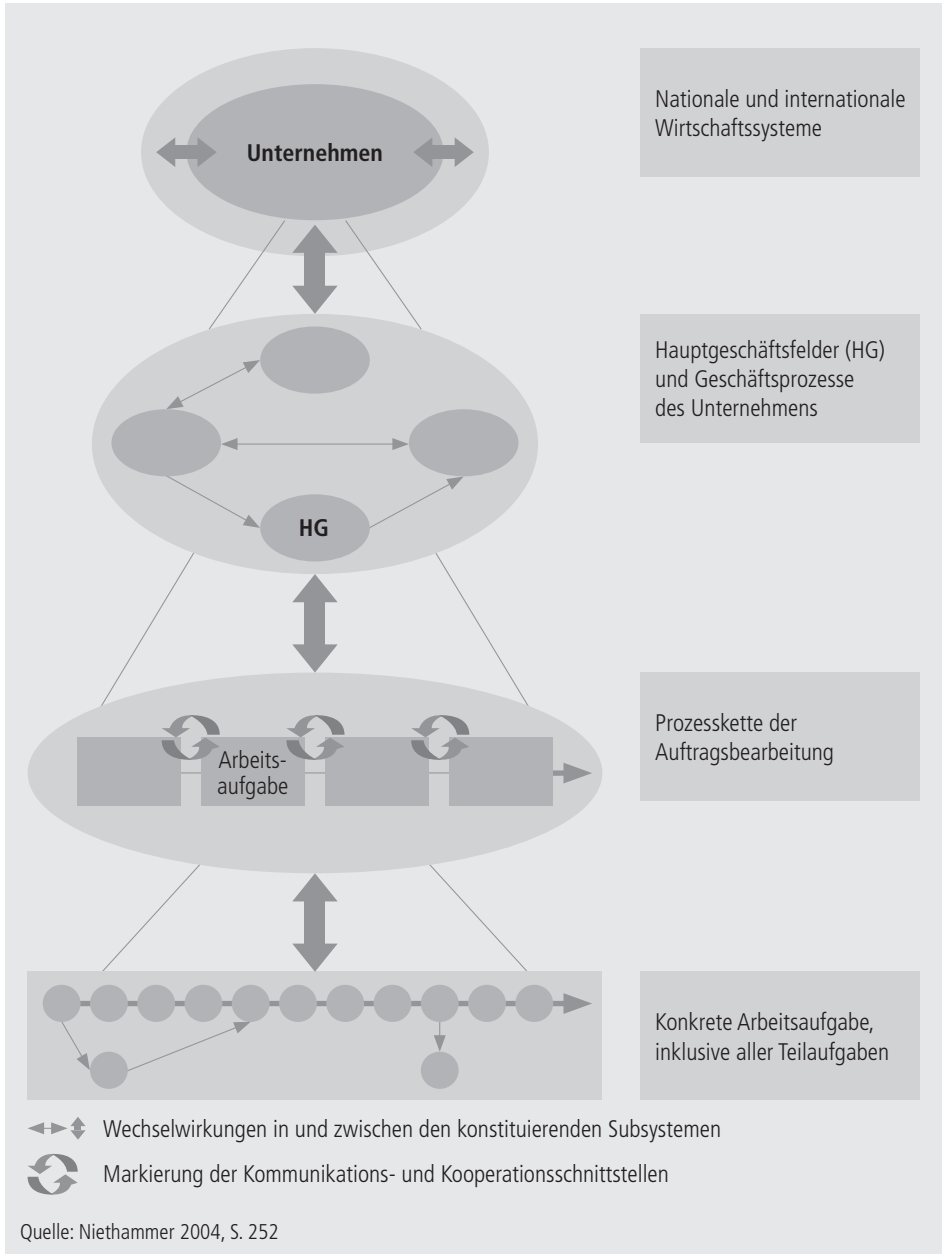 Unternehmen
Nationale und internationale
Wirtschaftssysteme
Hauptgeschäftsfelder (HG)
und Geschäftsprozesse
des Unternehmens
HG
Prozesskette der
Auftragsbearbeitung
Arbeits-
aufgabe
Konkrete Arbeitsaufgabe,
inklusive aller Teilaufgaben
Wechselwirkungen in und zwischen den konstituierenden Subsystemen
Markierung der Kommunikations- und Kooperationsschnittstellen
Quelle: Niethammer 2004, S. 252